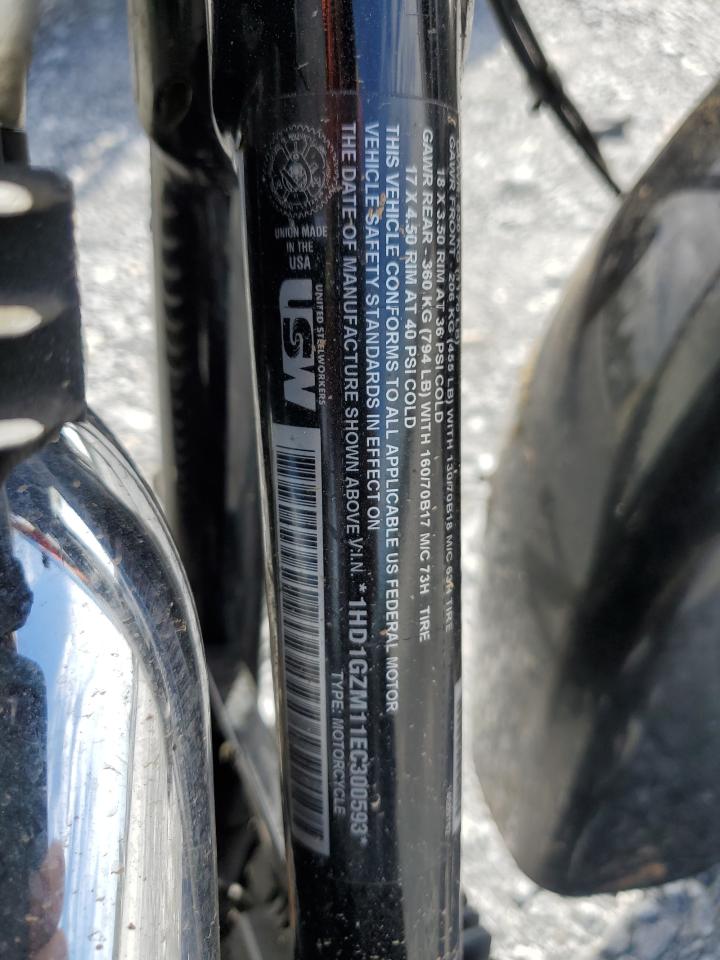 GAWR FRONT - 206 KG (455 LB) WITH 130/70B18 M/C 63H TIRE
18 X 3.50 RIM AT 36 PSI COLD
GAWR REAR - 360 KG (794 LB) WITH 160/70B17 M/C 73H TIRE
17 X 4.50 RIM AT 40 PSI COLD
THIS VEHICLE CONFORMS TO ALL APPLICABLE US FEDERAL MOTOR
VEHICLE SAFETY STANDARDS IN EFFECT ON
THE DATE OF MANUFACTURE SHOWN ABOVE V.I.N. *1HD1GZM11EC300593*
TYPE: MOTORCYCLE
UNION MADE
IN THE
USA
UNITED STEELWORKERS
USW